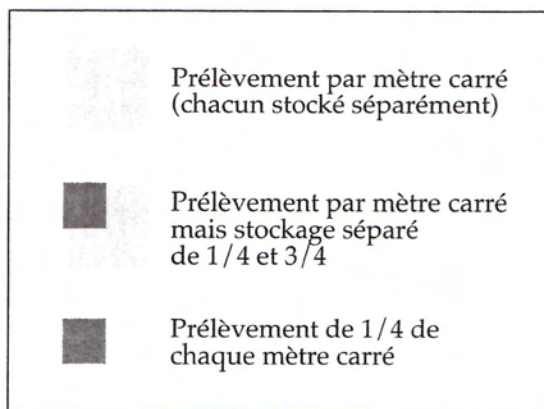 Prélèvement par mètre carré
(chacun stocké séparément)
Prélèvement par mètre carré
mais stockage séparé
de 1/4 et 3/4
Prélèvement de 1/4 de
chaque mètre carré